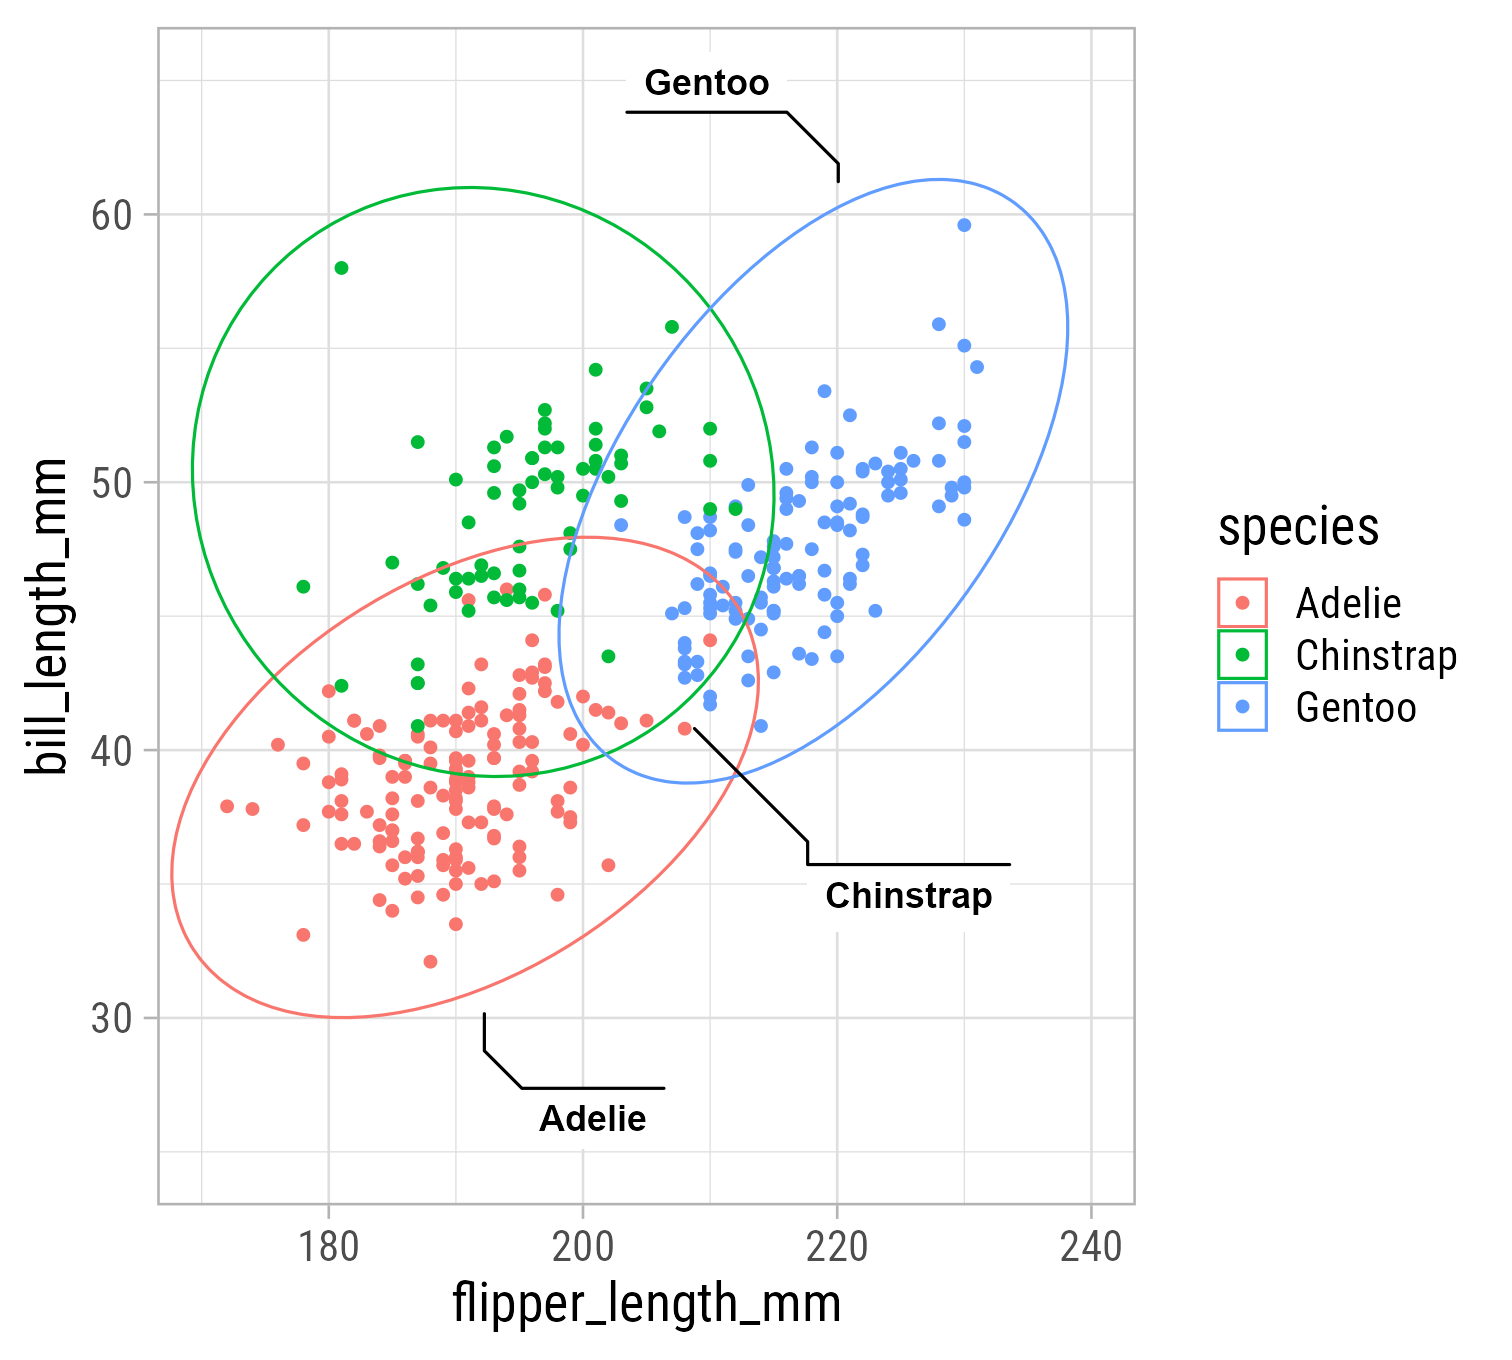 Gentoo
60
50
40
30
bill_length_mm
Chinstrap
Adelie
180
200
220
240
flipper_length_mm
species
Adelie
Chinstrap
Gentoo